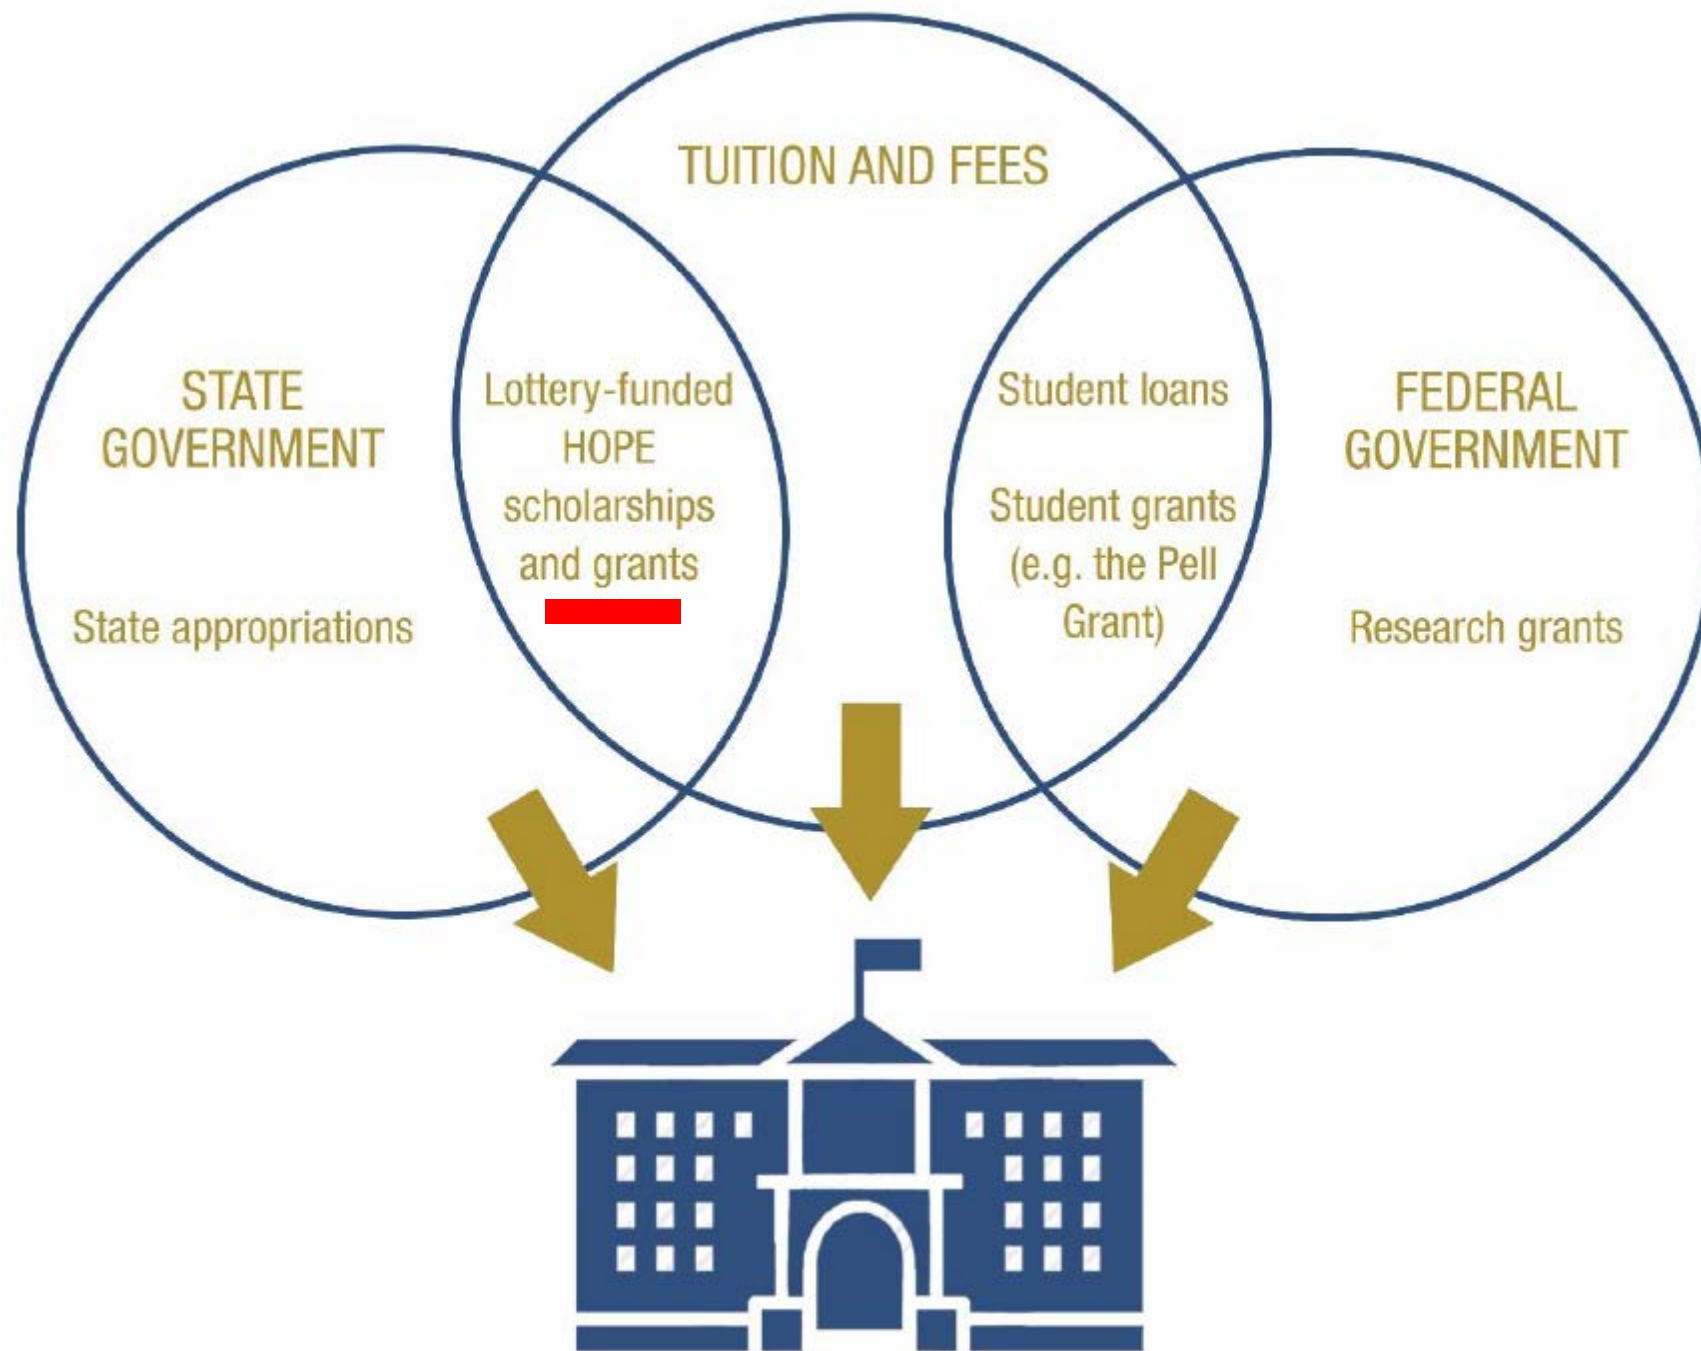 TUITION AND FEES
STATE
GOVERNMENT
State appropriations
Lottery-funded
HOPE
scholarships
and grants
Student loans
Student grants
(e.g. the Pell
Grant)
FEDERAL
GOVERNMENT
Research grants